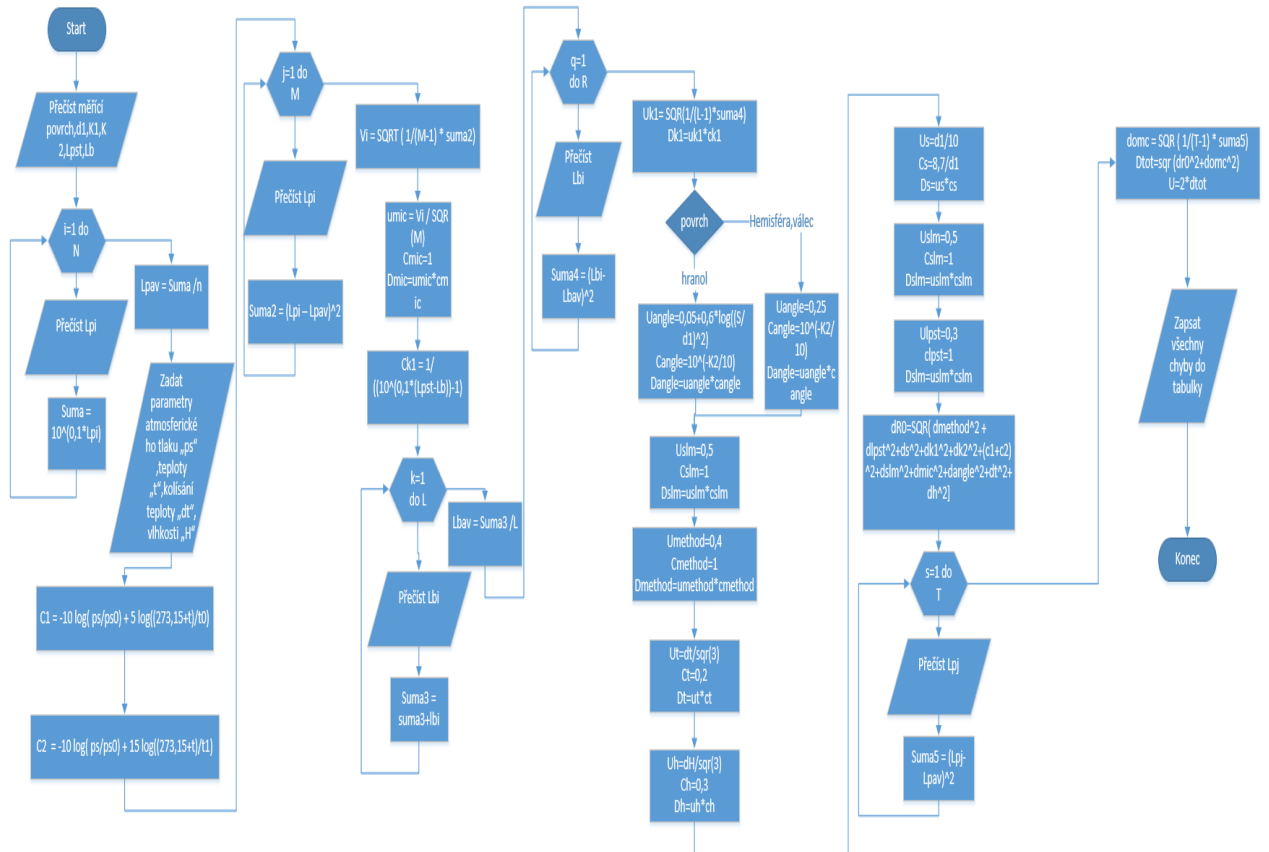 Start
Přečíst měřící
povrch,d1,K1,K
2,Lpst,Lb
i=1 do
N
Přečíst Lpi
Suma =
10^(0,1*Lpi)
Lpav = Suma /n
Zadat
parametry
atmosferické
ho tlaku „ps“
,teploty
„t“,kolísání
teploty „dt“,
vlhkosti „H“
C1 = -10 log( ps/ps0) + 5 log((273,15+t)/t0)
C2 = -10 log( ps/ps0) + 15 log((273,15+t)/t1)
j=1 do
M
Přečíst Lpi
Suma2 = (Lpi – Lpav)^2
Vi = SQRT ( 1/(M-1) * suma2)
umic = Vi / SQR
(M)
Cmic=1
Dmic=umic*cm
ic
Ck1 = 1/
((10^(0,1*(Lpst-Lb))-1)
k=1
do L
Přečíst Lbi
Suma3 =
suma3+lbi
Lbav = Suma3 /L
q=1
do R
Přečíst
Lbi
Suma4 = (Lbi-
Lbav)^2
Uk1= SQR(1/(L-1)*suma4)
Dk1=uk1*ck1
povrch
Hemisféra,válec
hranol
Uangle=0,05+0,6*log((S/
d1)^2)
Cangle=10^(-K2/10)
Dangle=uangle*cangle
Uangle=0,25
Cangle=10^(-K2/
10)
Dangle=uangle*c
angle
Uslm=0,5
Cslm=1
Dslm=uslm*cslm
Umethod=0,4
Cmethod=1
Dmethod=umethod*cmethod
Ut=dt/sqr(3)
Ct=0,2
Dt=ut*ct
Uh=dH/sqr(3)
Ch=0,3
Dh=uh*ch
Us=d1/10
Cs=8,7/d1
Ds=us*cs
Uslm=0,5
Cslm=1
Dslm=uslm*cslm
Ulpst=0,3
clpst=1
Dslm=uslm*cslm
dR0=SQR( dmethod^2 +
dlpst^2+ds^2+dk1^2+dk2^2+(c1+c2)
^2+dslm^2+dmic^2+dangle^2+dt^2+
dh^2]
s=1 do
T
Přečíst Lpj
Suma5 = (Lpj-
Lpav)^2
domc = SQR ( 1/(T-1) * suma5)
Dtot=sqr (dr0^2+domc^2)
U=2*dtot
Zapsat
všechny
chyby do
tabulky
Konec